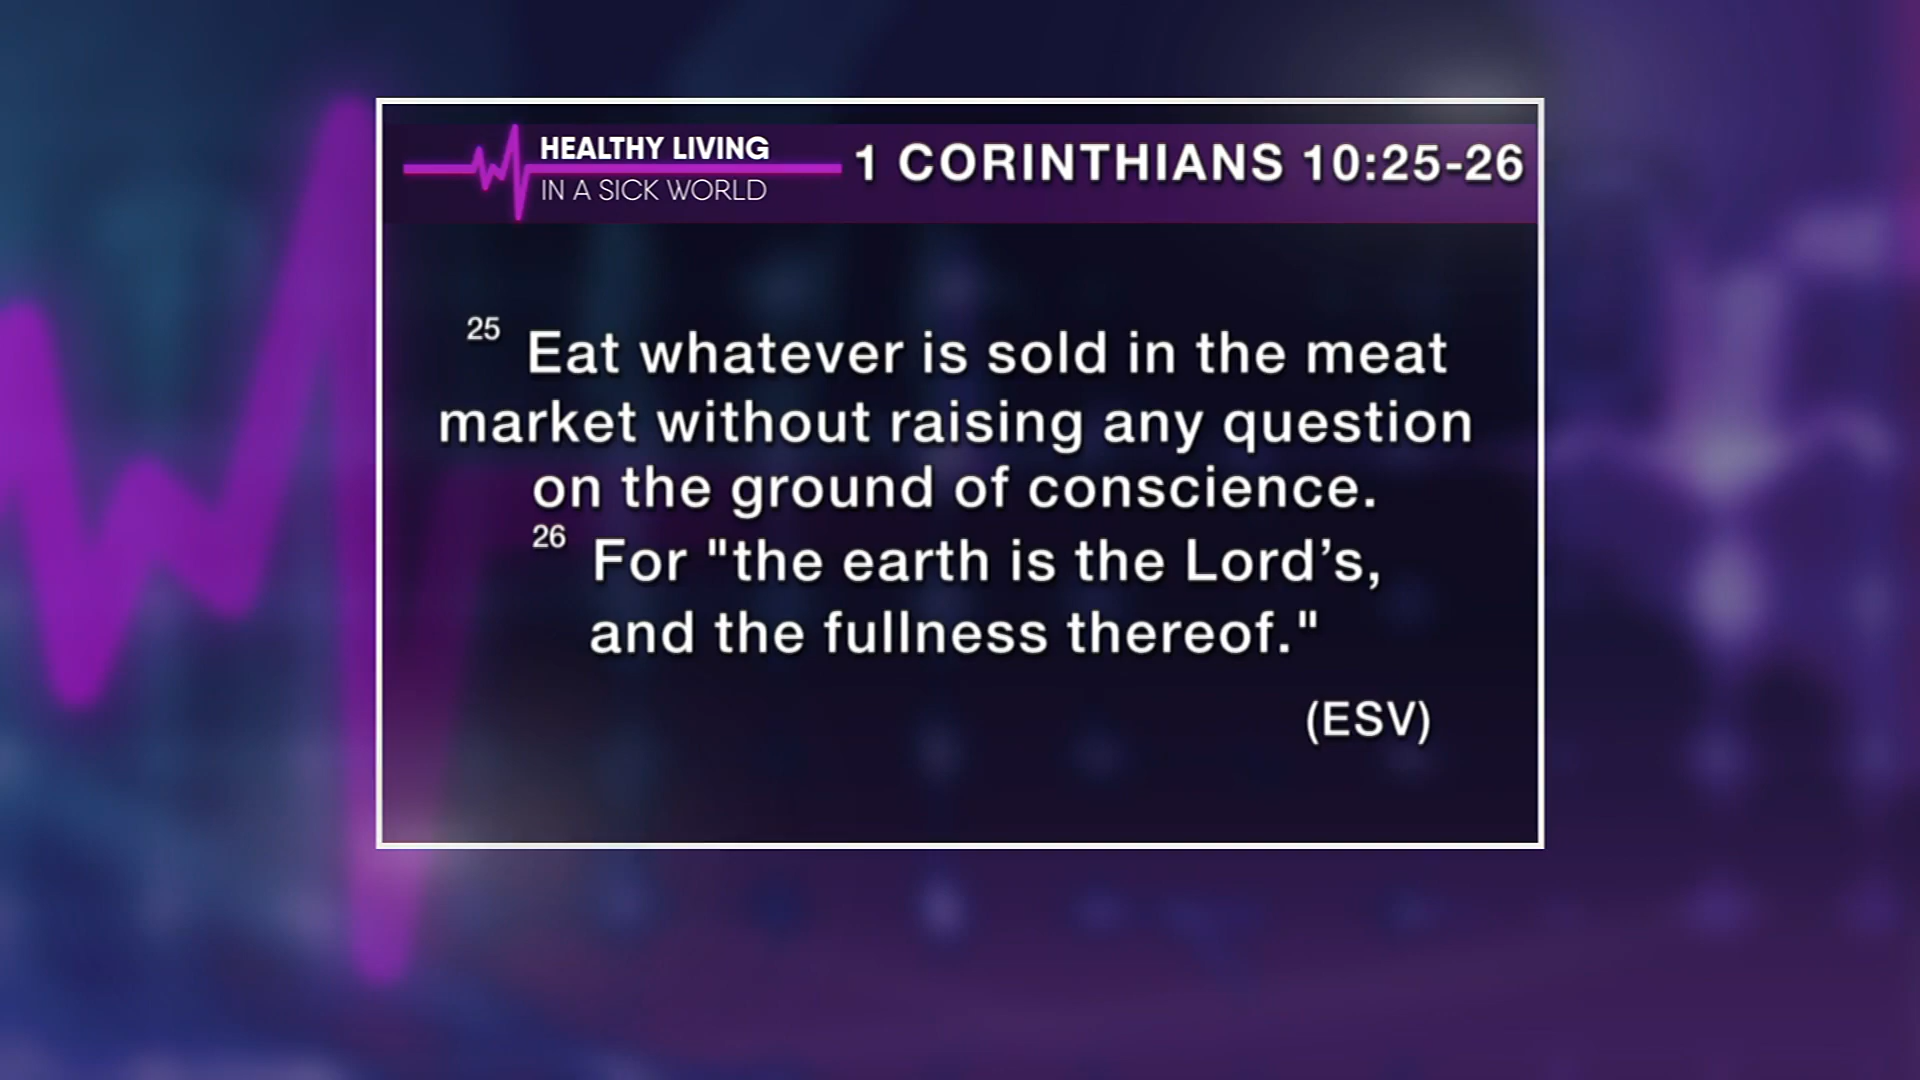 HEALTHY LIVING
IN A SICK WORLD
1 CORINTHIANS 10:25-26
25 Eat whatever is sold in the meat
market without raising any question
on the ground of conscience.
26 For "the earth is the Lord’s,
and the fullness thereof."
(ESV)